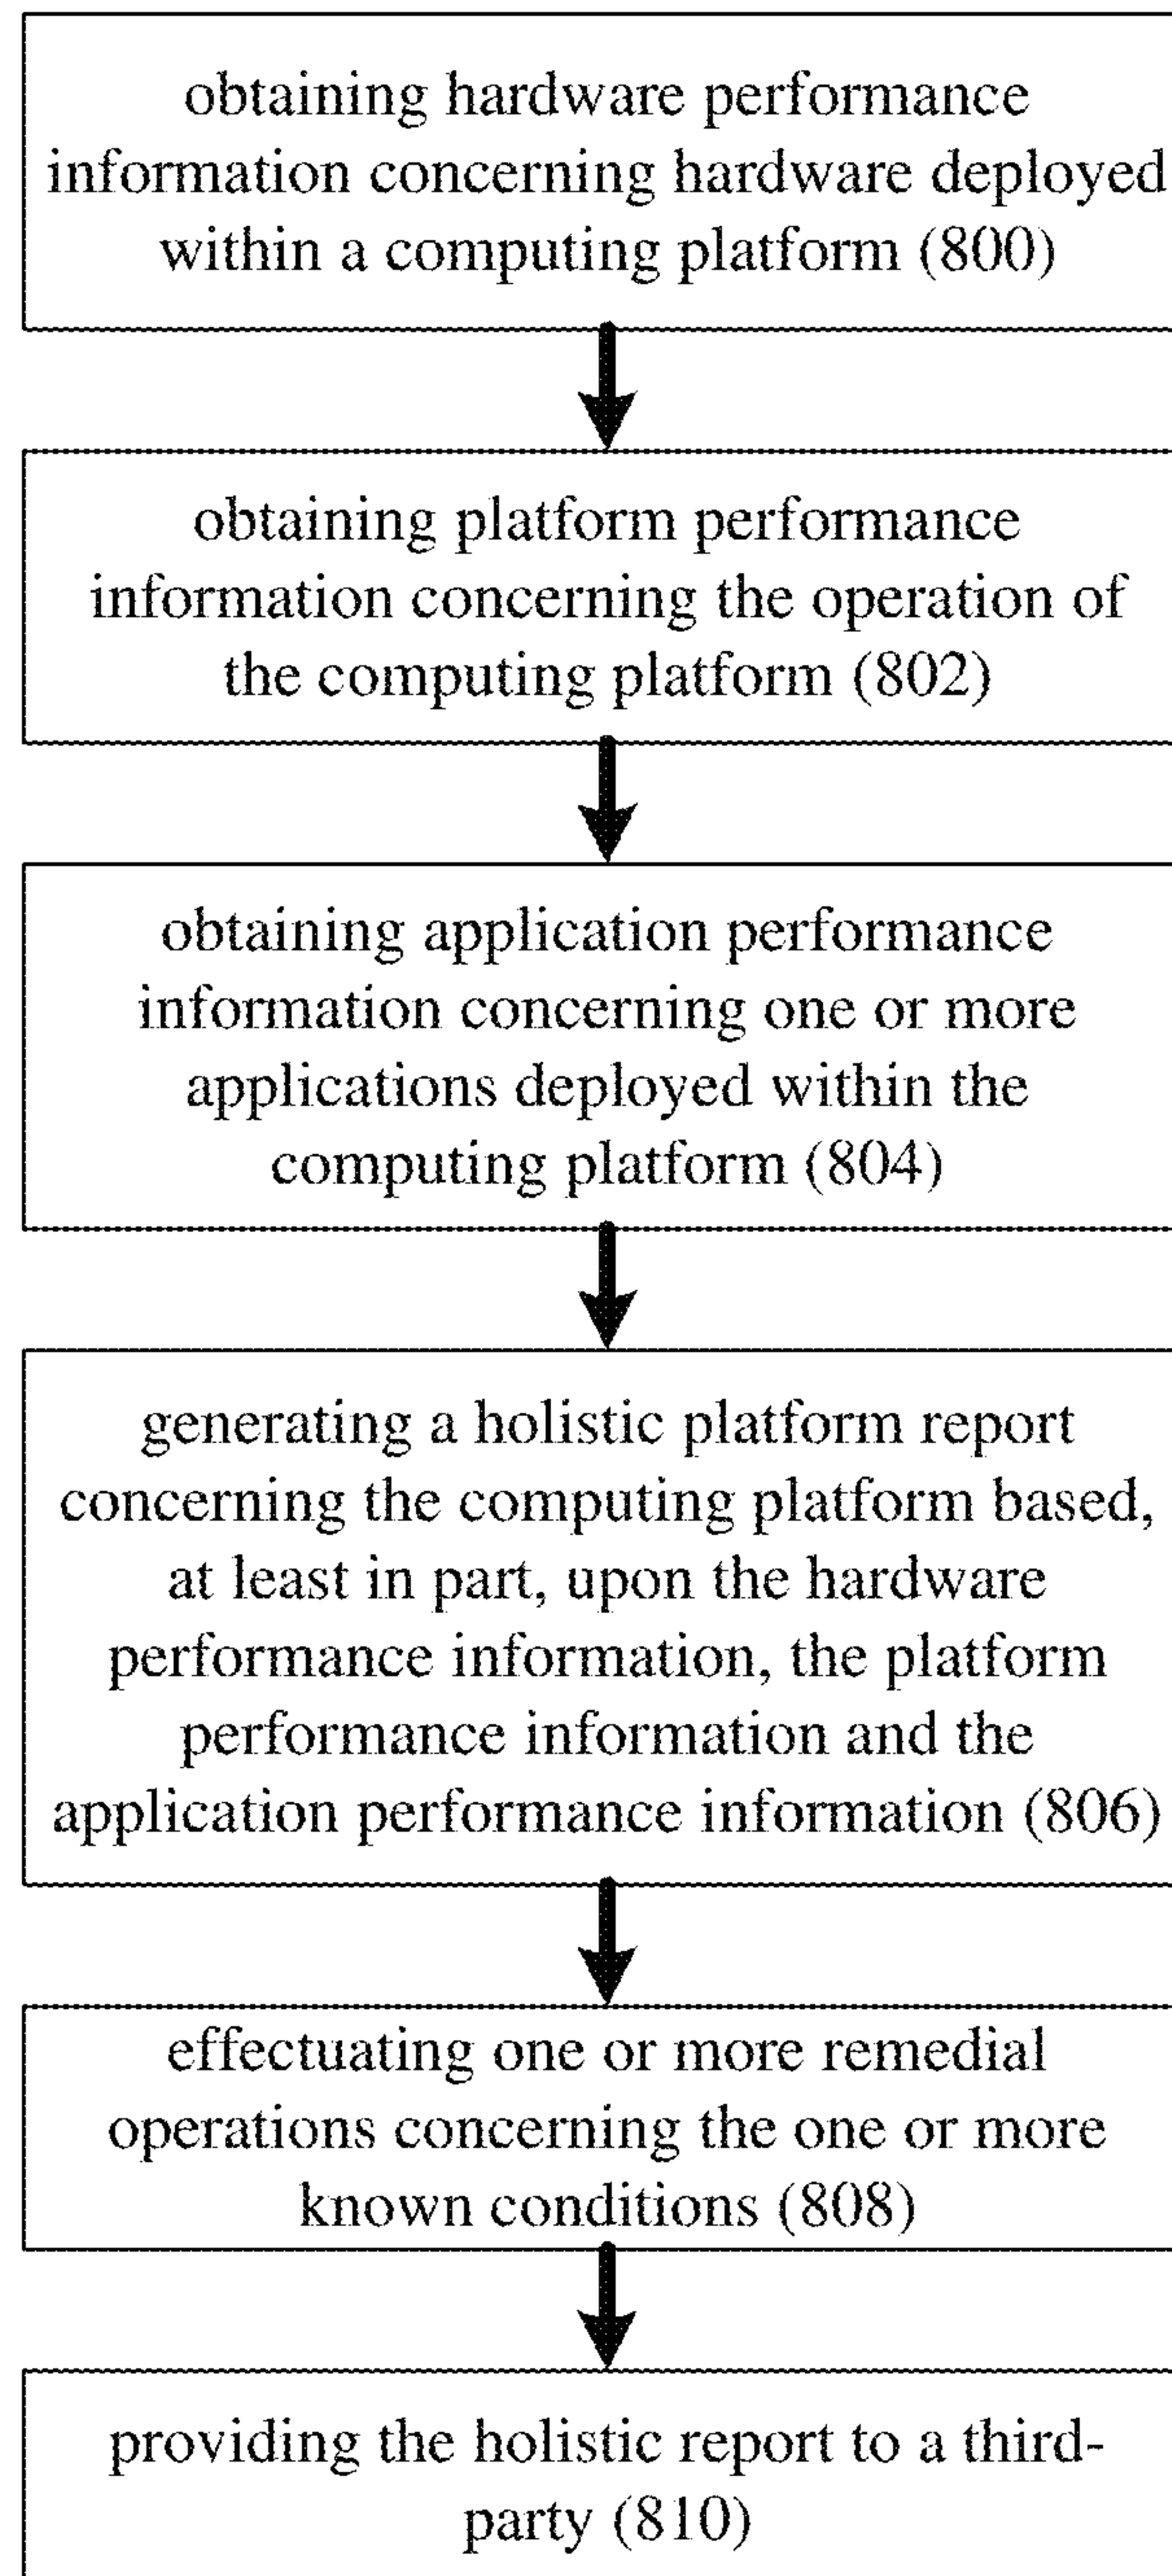 obtaining hardware performance
information concerning hardware deployed
within a computing platform (800)
obtaining platform performance
information concerning the operation of
the computing platform (802)
obtaining application performance
information concerning one or more
applications deployed within the
computing platform (804)
generating a holistic platform report
concerning the computing platform based,
at least in part, upon the hardware
performance information, the platform
performance information and the
application performance information (806)
effectuating one or more remedial
operations concerning the one or more
known conditions (808)
providing the holistic report to a third-
party (810)